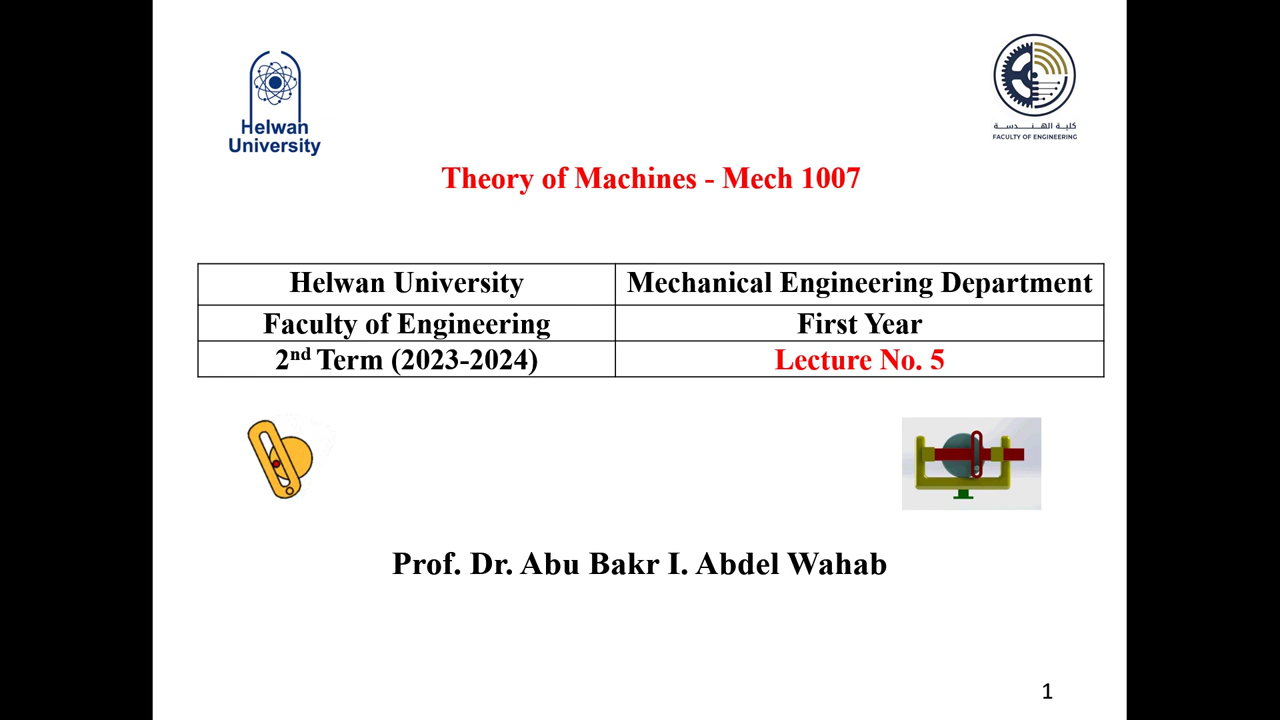 Helwan
University
كلية الهندسة
FACULTY OF ENGINEERING
Theory of Machines - Mech 1007
Helwan University
Mechanical Engineering Department
Faculty of Engineering
First Year
2nd Term (2023-2024)
Lecture No. 5
Prof. Dr. Abu Bakr I. Abdel Wahab
1